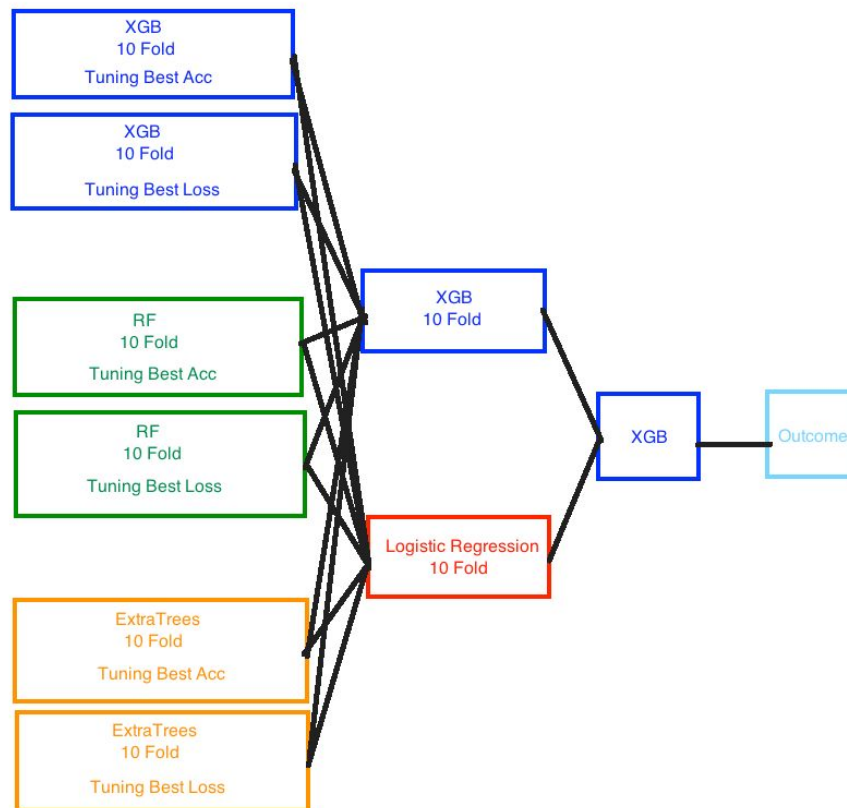 XGB
10 Fold
Tuning Best Acc
XGB
10 Fold
Tuning Best Loss
RF
10 Fold
Tuning Best Acc
RF
10 Fold
Tuning Best Loss
ExtraTrees
10 Fold
Tuning Best Acc
ExtraTrees
10 Fold
Tuning Best Loss
XGB
10 Fold
Logistic Regression
10 Fold
XGB
Outcome